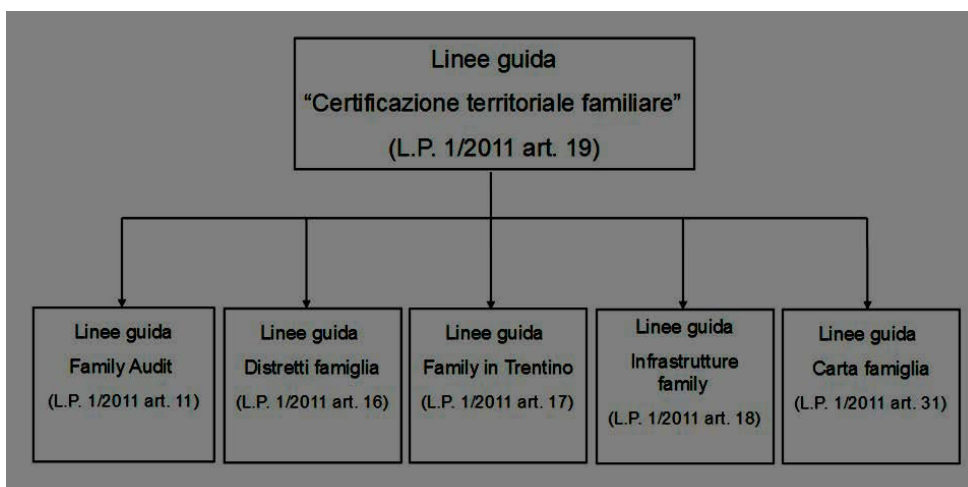 Linee guida
“Certificazione territoriale familiare”
(L.P. 1/2011 art. 19)
Linee guida
Family Audit
(L.P. 1/2011 art. 11)
Linee guida
Distretti famiglia
(L.P. 1/2011 art. 16)
Linee guida
Family in Trentino
(L.P. 1/2011 art. 17)
Linee guida
Infrastrutture
family
(L.P. 1/2011 art. 18)
Linee guida
Carta famiglia
(L.P. 1/2011 art. 31)